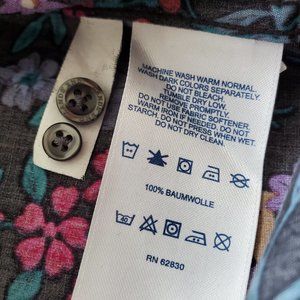 MACHINE WASH WARM NORMAL.
WASH DARK COLORS SEPARATELY.
DO NOT BLEACH.
TUMBLE DRY LOW.
DO REMOVE PROMPTLY.
DO NOT USE FABRIC SOFTENER.
WARM IRON IF NEEDED. DO NOT
STARCH, DO NOT PRESS WHEN WET.
DO NOT DRY CLEAN.
100% BAUMWOLLE
RN 62830